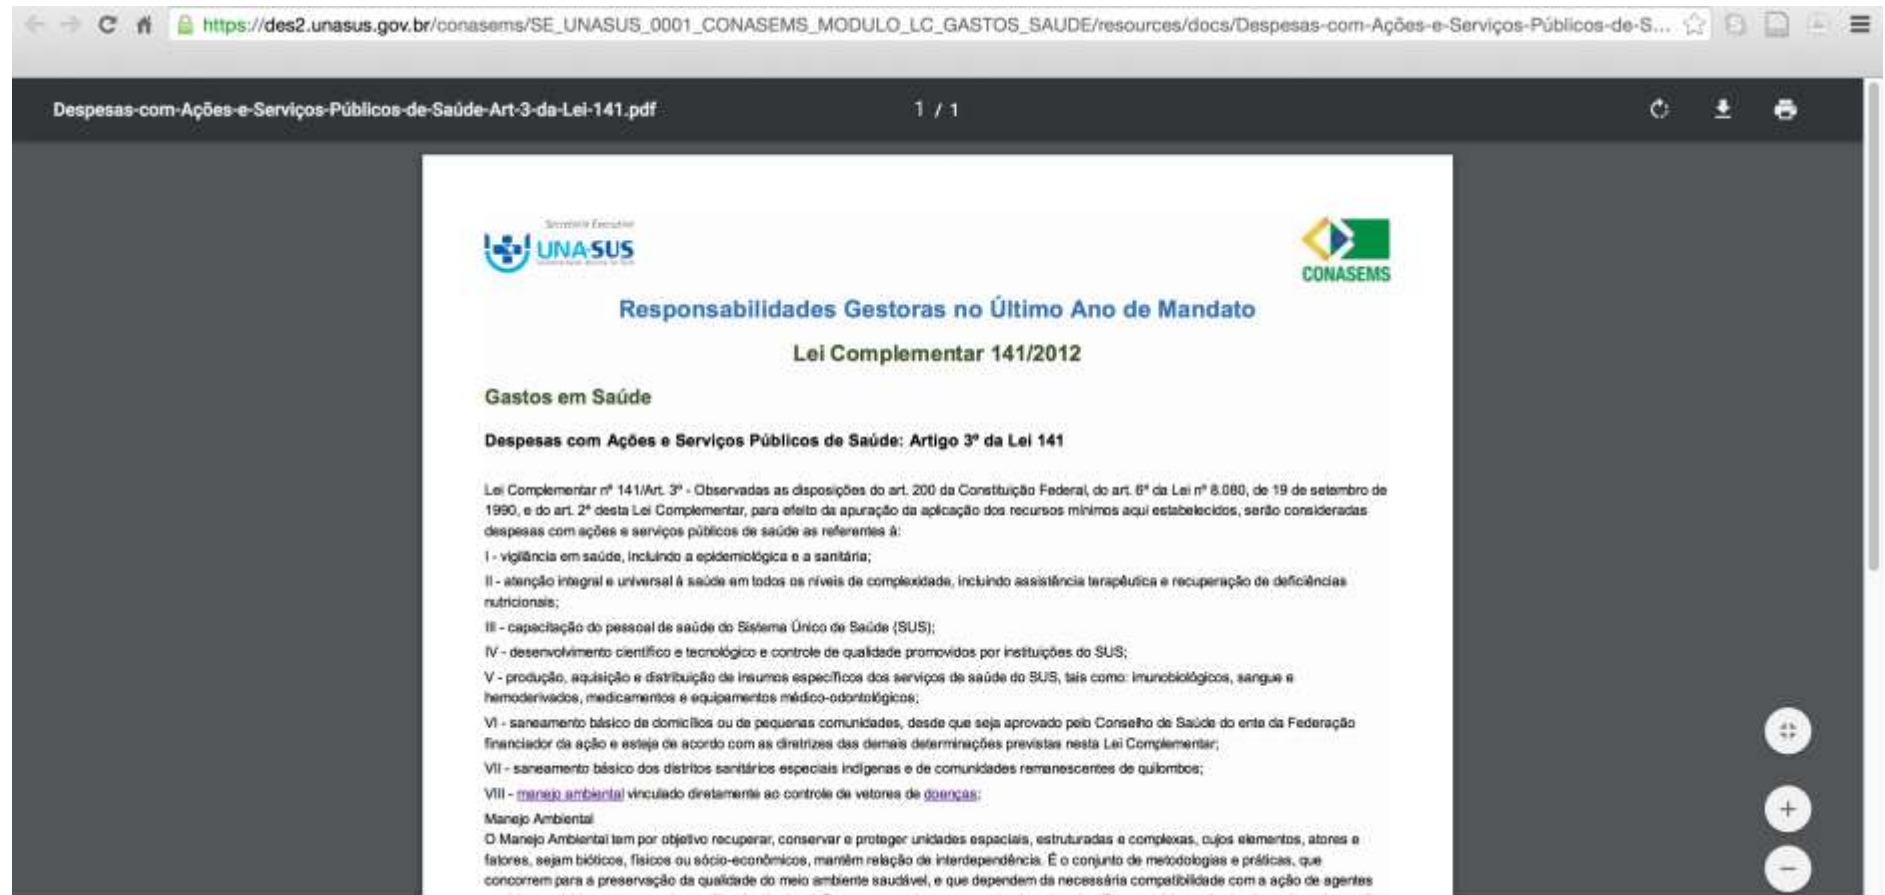 https://des2.unasus.gov.br/conasems/SE_UNASUS_0001_CONASEMS_MODULO_LC_GASTOS_SAUDE/resources/docs/Despesas-com-Ações-e-Serviços-Públicos-de-S...
Despesas-com-Ações-e-Serviços-Públicos-de-Saúde-Art-3-da-Lei-141.pdf
1 / 1
Secretaria Executiva
UNA-SUS
CONASEMS
Responsabilidades Gestoras no Último Ano de Mandato
Lei Complementar 141/2012
Gastos em Saúde
Despesas com Ações e Serviços Públicos de Saúde: Artigo 3º da Lei 141
Lei Complementar nº 141/Art. 3º - Observadas as disposições do art. 200 da Constituição Federal, do art. 6º da Lei nº 8.080, de 19 de setembro de
1990, e do art. 2º desta Lei Complementar, para efeito da apuração da aplicação dos recursos mínimos aqui estabelecidos, serão consideradas
despesas com ações e serviços públicos de saúde as referentes à:
I - vigilância em saúde, incluindo a epidemiológica e a sanitária;
II - atenção integral e universal à saúde em todos os níveis de complexidade, incluindo assistência terapêutica e recuperação de deficiências
nutricionais;
III - capacitação do pessoal de saúde do Sistema Único de Saúde (SUS);
IV - desenvolvimento científico e tecnológico e controle de qualidade promovidos por instituições do SUS;
V - produção, aquisição e distribuição de insumos específicos dos serviços de saúde do SUS, tais como: imunobiológicos, sangue e
hemoderivados, medicamentos e equipamentos médico-odontológicos;
VI - saneamento básico de domicílios ou de pequenas comunidades, desde que seja aprovado pelo Conselho de Saúde do ente da Federação
financiador da ação e esteja de acordo com as diretrizes das demais determinações previstas nesta Lei Complementar;
VII - saneamento básico dos distritos sanitários especiais indígenas e de comunidades remanescentes de quilombos;
VIII - manejo ambiental vinculado diretamente ao controle de vetores de doenças;
Manejo Ambiental
O Manejo Ambiental tem por objetivo recuperar, conservar e proteger unidades espaciais, estruturadas e complexas, cujos elementos, atores e
fatores, sejam bióticos, físicos ou sócio-econômicos, mantêm relação de interdependência. É o conjunto de metodologias e práticas, que
concorrem para a preservação da qualidade do meio ambiente saudável, e que dependem da necessária compatibilidade com a ação de agentes